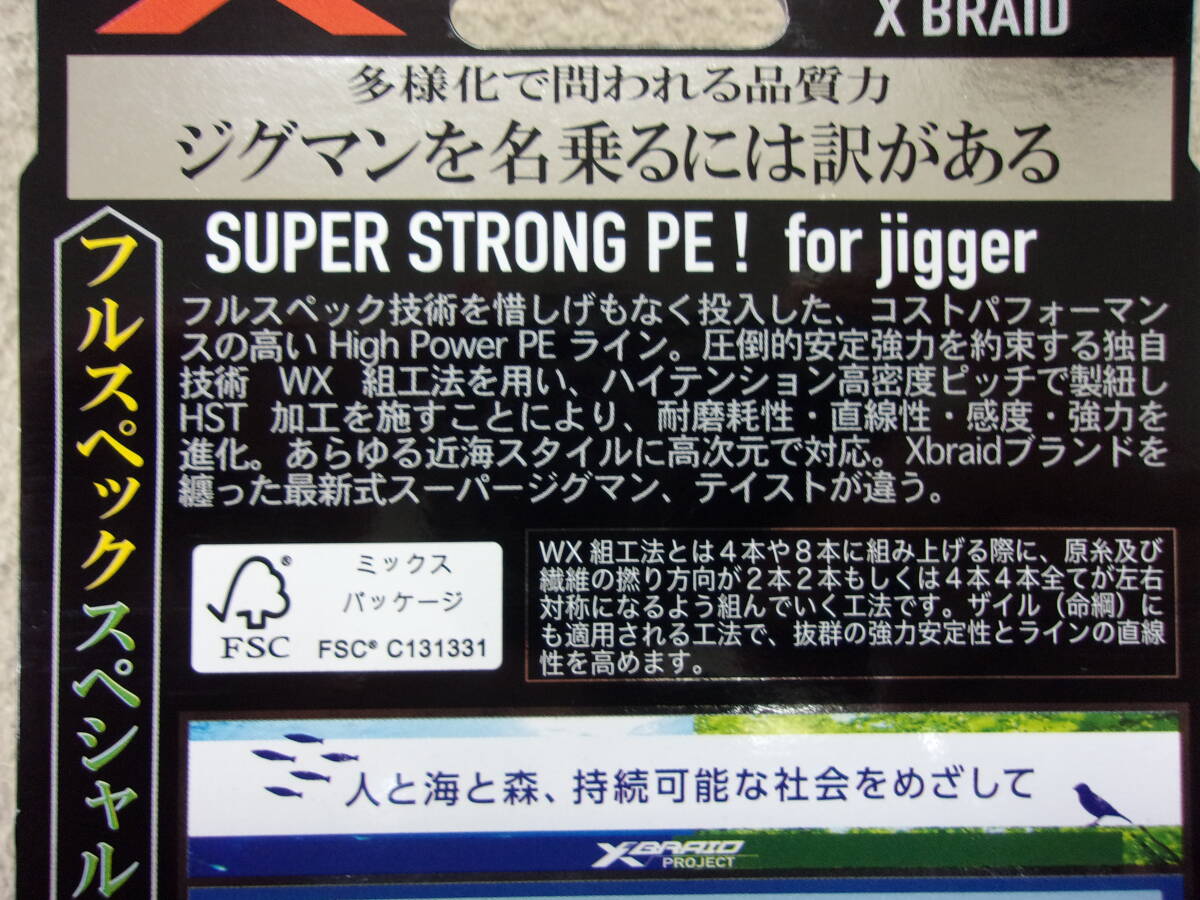 X BRAID
多様化で問われる品質力
ジグマンを名乗るには訳がある
フルスペックスペシャル
SUPER STRONG PE! for jigger
フルスペック技術を惜しげもなく投入した、コストパフォーマン
スの高い High Power PE ライン。圧倒的安定強力を約束する独自
技術 WX 組工法を用い、ハイテンション高密度ピッチで製紐し
HST 加工を施すことにより、耐磨耗性・直線性・感度・強力を
進化。あらゆる近海スタイルに高次元で対応。Xbraidブランドを
纏った最新式スーパージグマン、テイストが違う。
FSC
ミックス
パッケージ
FSC® C131331
WX 組工法とは4本や8本に組み上げる際に、原糸及び
繊維の撚り方向が2本2本もしくは4本4本全てが左右
対称になるよう組んでいく工法です。ザイル（命綱）に
も適用される工法で、抜群の強力安定性とラインの直線
性を高めます。
人と海と森、持続可能な社会をめざして
X-BRAID
PROJECT